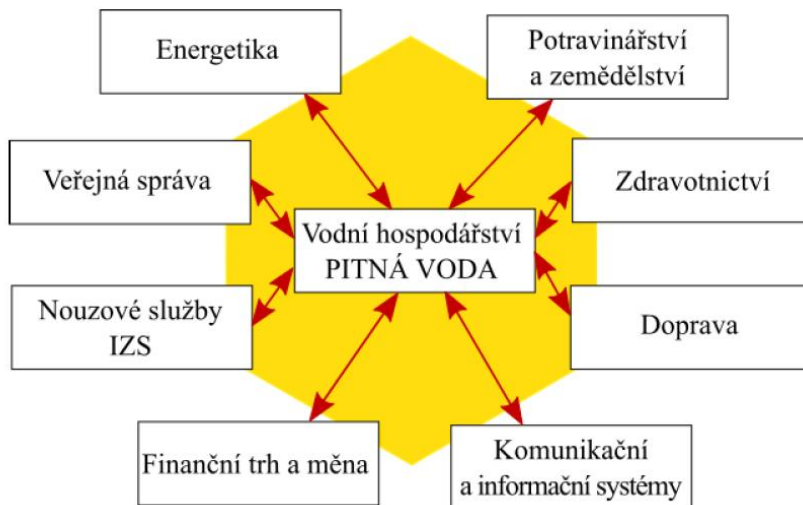 Energetika
Potravinářství
a zemědělství
Veřejná správa
Zdravotnictví
Vodní hospodářství
PITNÁ VODA
Nouzové služby
IZS
Doprava
Finanční trh a měna
Komunikační
a informační systémy